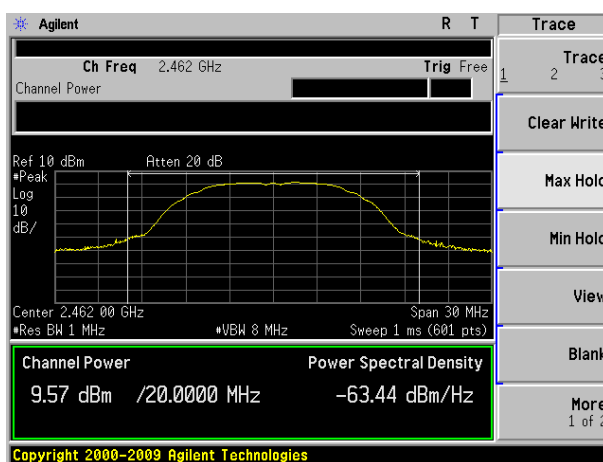 Agilent R T Trace
Ch Freq 2.462 GHz Trig Free
Channel Power
Trace
1 2 3
Clear Write
Max Hold
Min Hold
View
Blank
More
1 of 2
Ref 10 dBm Atten 20 dB
#Peak
Log
10
dB/
Center 2.462 00 GHz Span 30 MHz
#Res BW 1 MHz #VBW 8 MHz Sweep 1 ms (601 pts)
Channel Power Power Spectral Density
9.57 dBm /20.0000 MHz -63.44 dBm/Hz
Copyright 2000-2009 Agilent Technologies